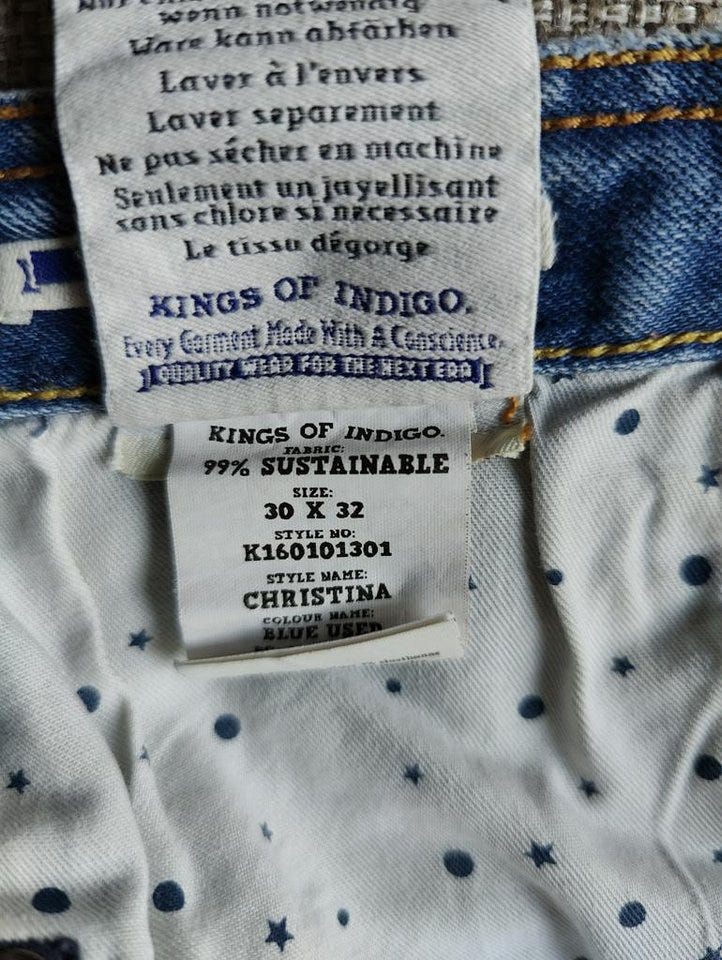 wenn notwendig
Ware kann abfärben
Laver à l'envers
Laver separement
Ne pas sécher en machine
Seulement un javellisant
sans chlore si necessaire
Le tissu dégorge
KINGS OF INDIGO.
Every Garment Made With A Conscience.
QUALITY WEAR FOR THE NEXT ERA
KINGS OF INDIGO.
FABRIC:
99% SUSTAINABLE
SIZE:
30 X 32
STYLE NO:
K160101301
STYLE NAME:
CHRISTINA
COLOUR NAME:
BLUE USED